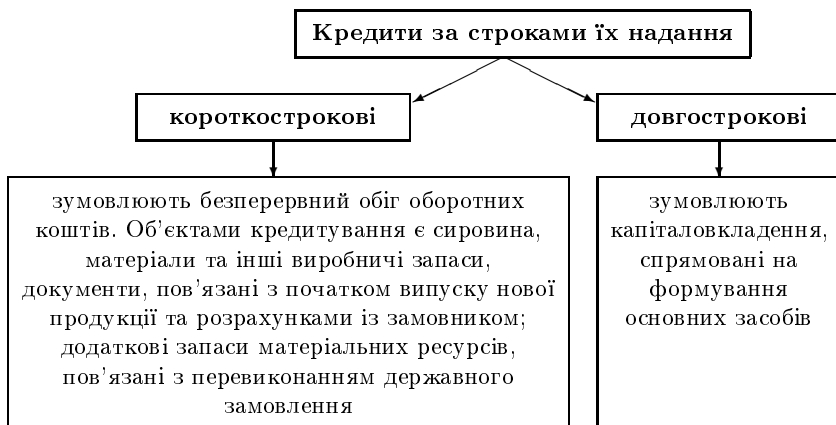 Кредити за строками їх надання
короткострокові
довгострокові
зумовлюють безперервний обіг оборотних
коштів. Об'єктами кредитування є сировина,
матеріали та інші виробничі запаси,
документи, пов'язані з початком випуску нової
продукції та розрахунками із замовником;
додаткові запаси матеріальних ресурсів,
пов'язані з перевиконанням державного
замовлення
зумовлюють
капіталовкладення,
спрямовані на
формування
основних засобів